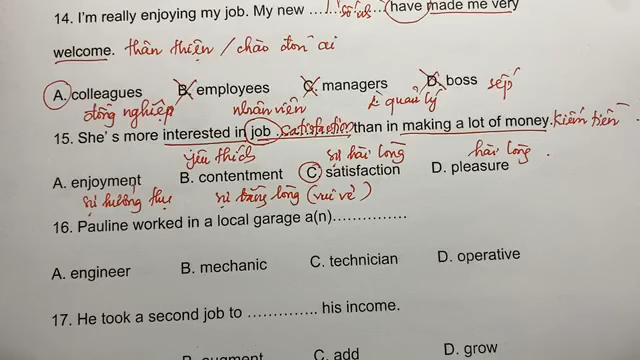 14. I'm really enjoying my job. My new ………… have made me very
welcome. thân thiện / chào đón ai
A. colleagues B. employees C. managers D. boss sếp
đồng nghiệp nhân viên quản lý
15. She's more interested in job satisfaction than in making a lot of money. kiếm tiền
yêu thích sự hài lòng hài lòng.
A. enjoyment B. contentment C. satisfaction D. pleasure
sự hưởng thụ sự bằng lòng (vui vẻ)
16. Pauline worked in a local garage a(n)……………
A. engineer B. mechanic C. technician D. operative
17. He took a second job to …………. his income.
B. augment C. add D. grow